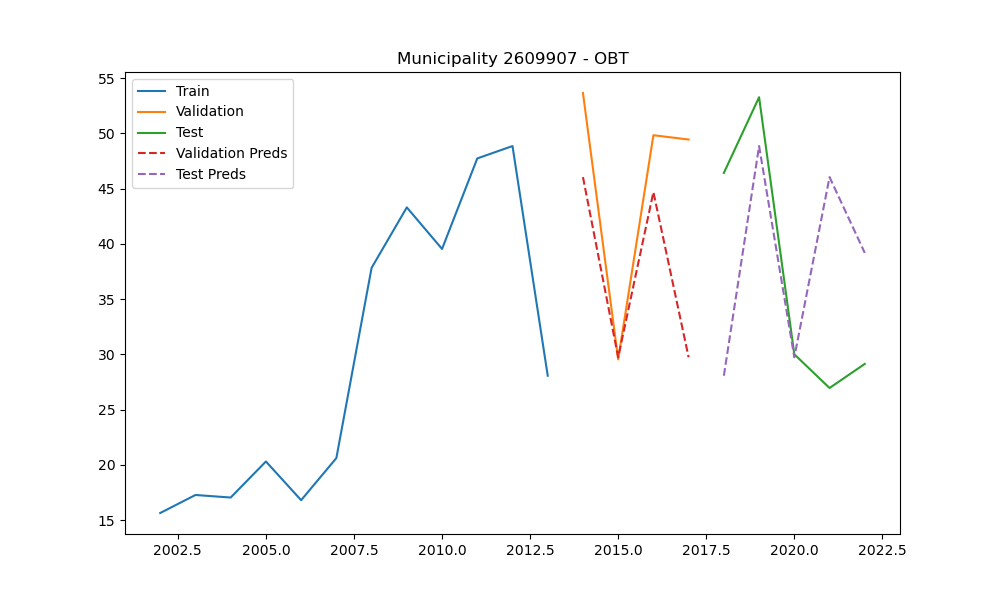 Municipality 2609907 - OBT
Train
Validation
Test
Validation Preds
Test Preds
55
50
45
40
35
30
25
20
15
2002.5 2005.0 2007.5 2010.0 2012.5 2015.0 2017.5 2020.0 2022.5